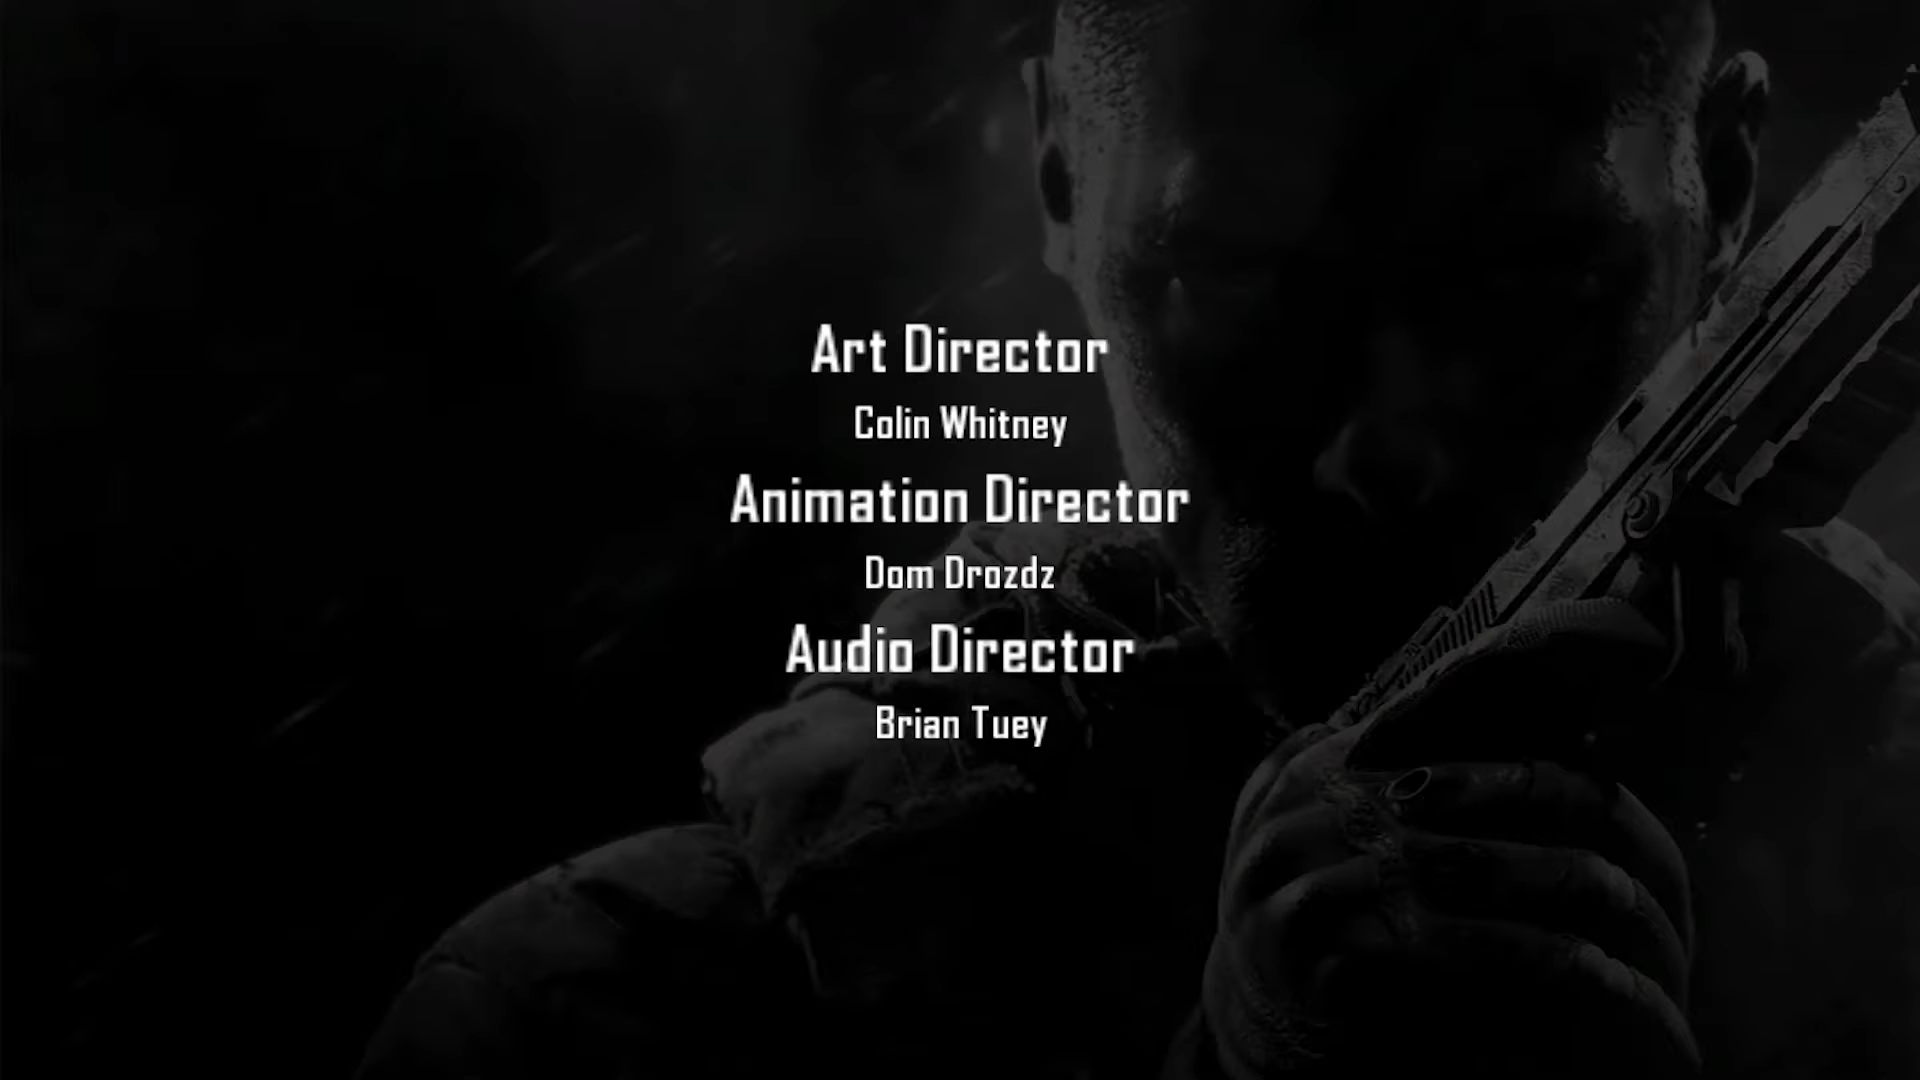 Art Director
Colin Whitney
Animation Director
Dom Drozdz
Audio Director
Brian Tuey